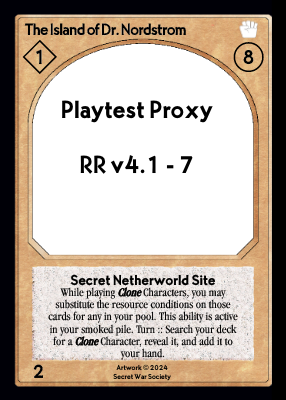 The Island of Dr. Nordstrom
1
8
Playtest Proxy
RR v4.1 - 7
Secret Netherworld Site
While playing Clone Characters, you may
substitute the resource conditions on those
cards for any in your pool. This ability is active
in your smoked pile. Turn :: Search your deck
for a Clone Character, reveal it, and add it to
your hand.
2
Artwork © 2024
Secret War Society